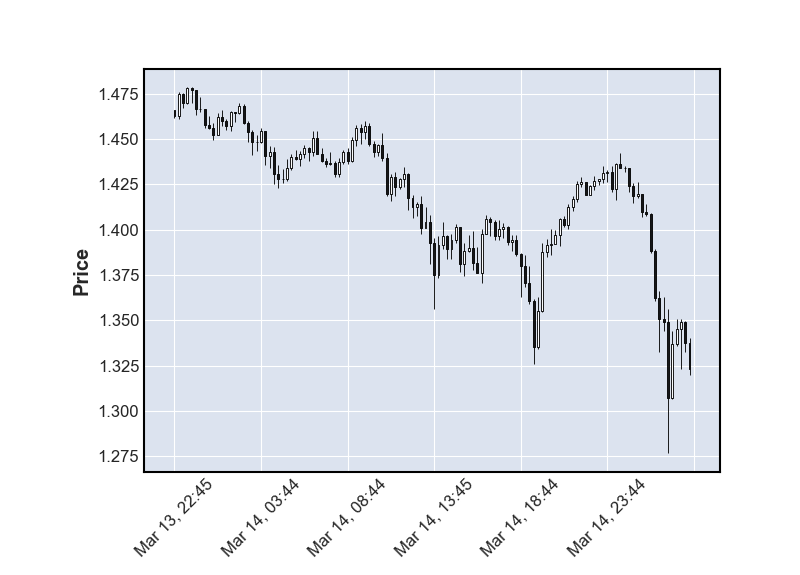 1.475
1.450
1.425
1.400
1.375
1.350
1.325
1.300
1.275
Price
Mar 13, 22:45
Mar 14, 03:44
Mar 14, 08:44
Mar 14, 13:45
Mar 14, 18:44
Mar 14, 23:44